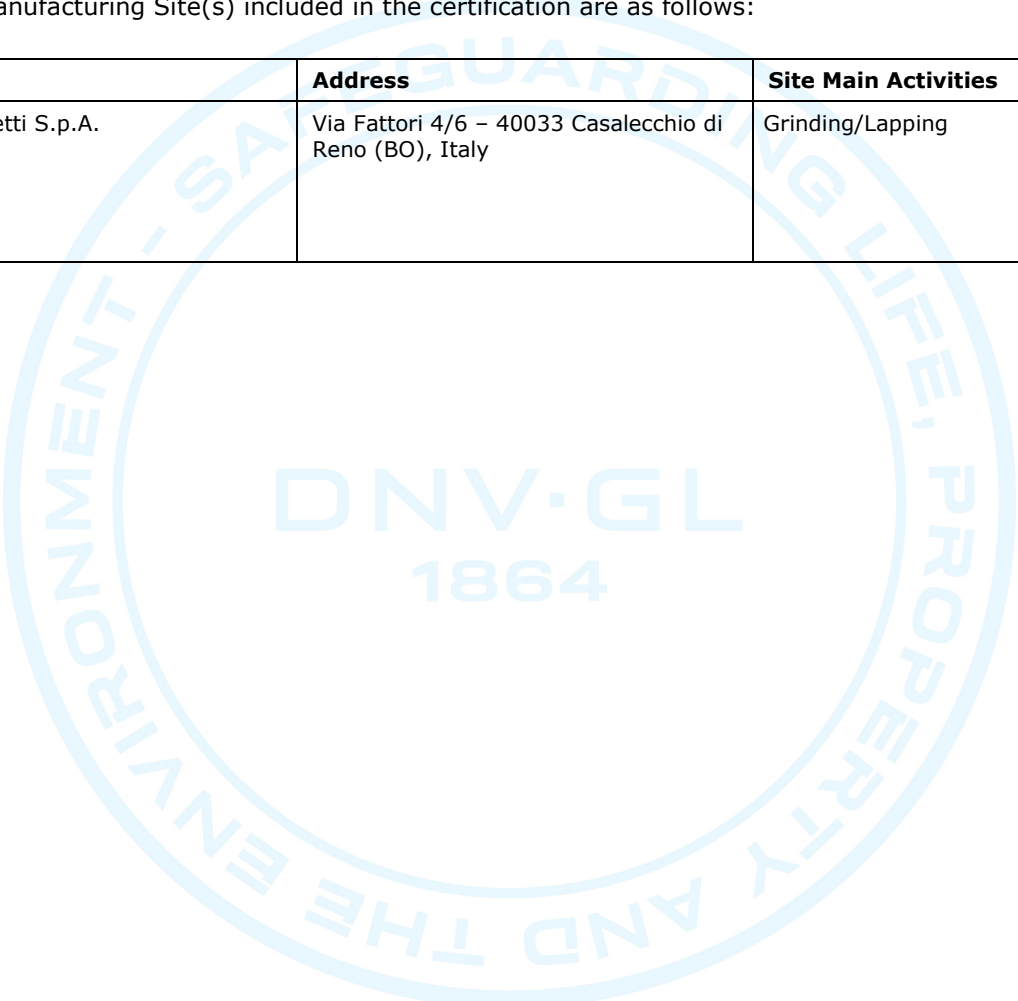 anufacturing Site(s) included in the certification are as follows:
Address
Site Main Activities
etti S.p.A.
Via Fattori 4/6 – 40033 Casalecchio di
Reno (BO), Italy
Grinding/Lapping
SAFEGUARDING LIFE, PROPERTY AND THE ENVIRONMENT -
DNV·GL
1864